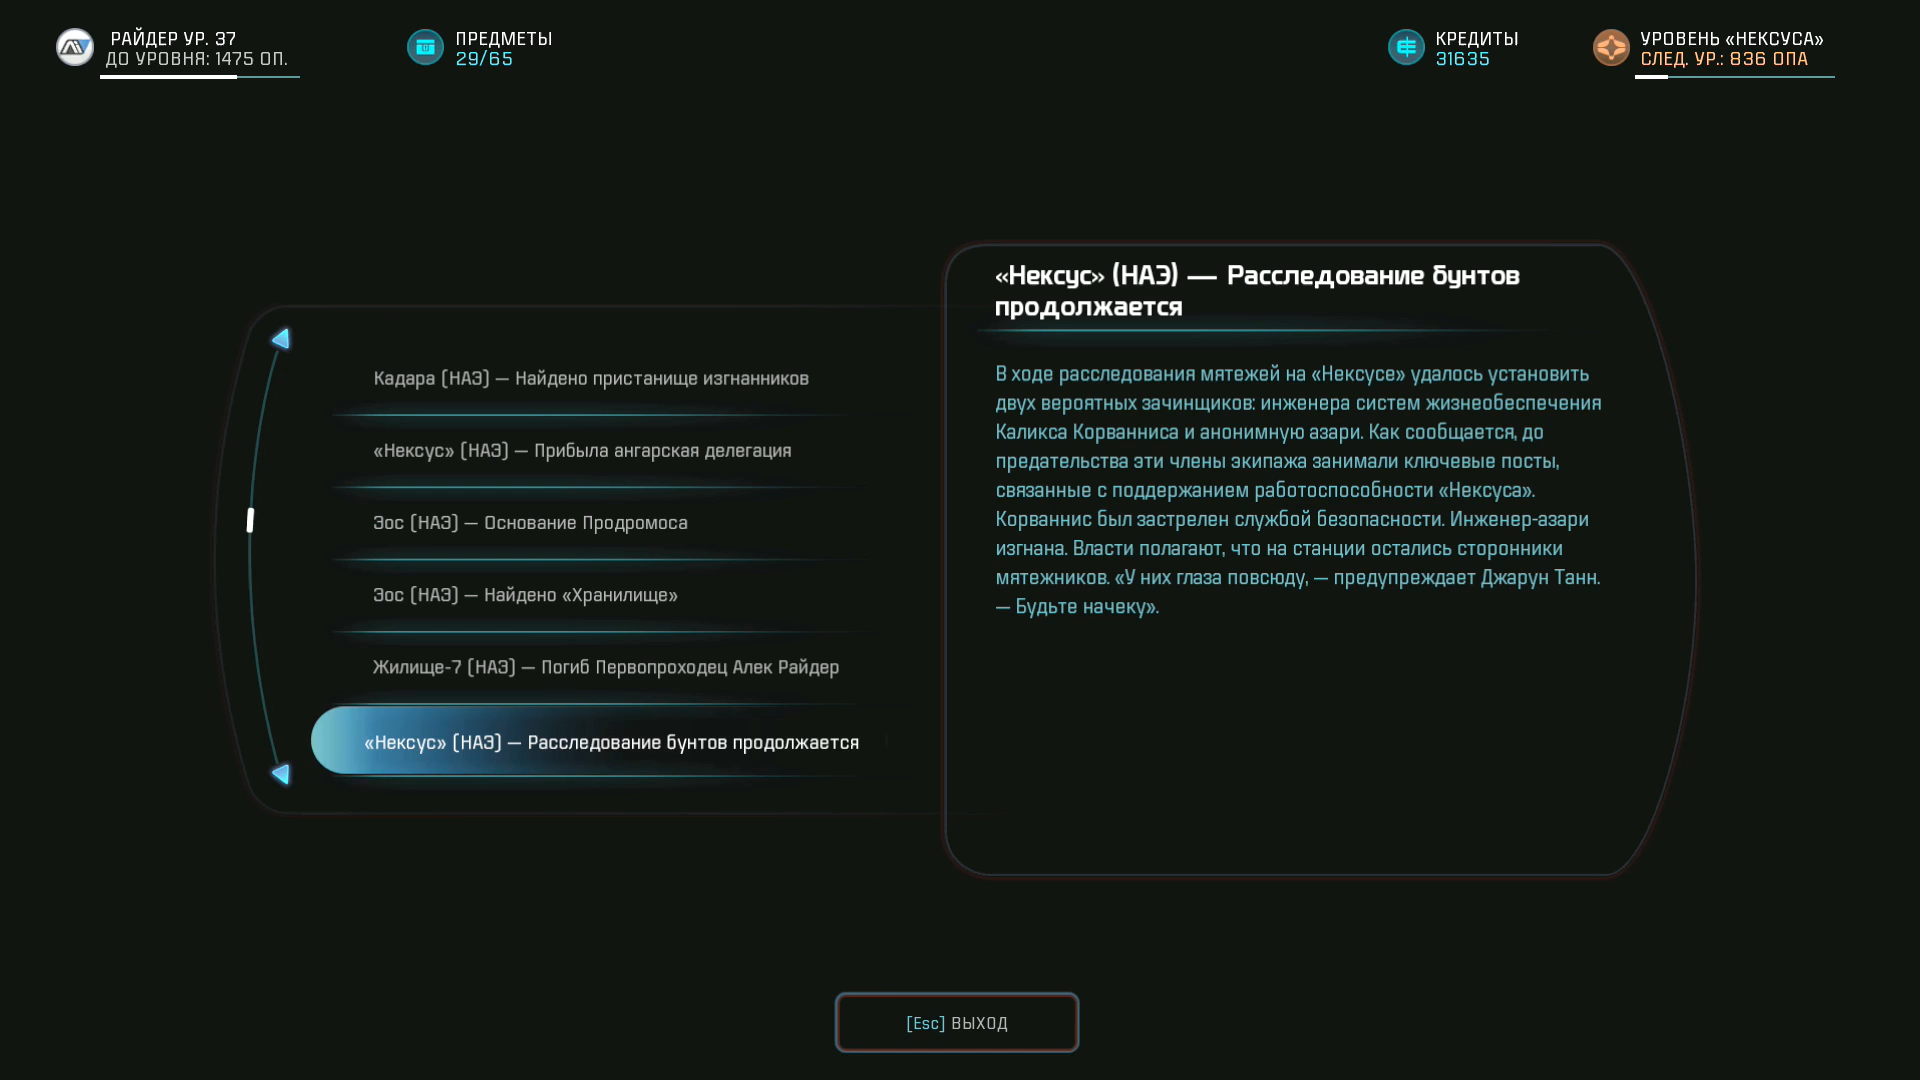 РАЙДЕР УР. 37
ДО УРОВНЯ: 1475 ОП.
ПРЕДМЕТЫ
29/65
КРЕДИТЫ
31635
УРОВЕНЬ «НЕКСУСА»
СЛЕД. УР.: 836 ОПА
Кадара (НАЭ) — Найдено пристанище изгнанников
«Нексус» (НАЭ) — Прибыла ангарская делегация
Эос (НАЭ) — Основание Продромоса
Эос (НАЭ) — Найдено «Хранилище»
Жилище-7 (НАЭ) — Погиб Первопроходец Алек Райдер
«Нексус» (НАЭ) — Расследование бунтов продолжается
«Нексус» (НАЭ) — Расследование бунтов
продолжается
В ходе расследования мятежей на «Нексусе» удалось установить
двух вероятных зачинщиков: инженера систем жизнеобеспечения
Каликса Корванниса и анонимную азари. Как сообщается, до
предательства эти члены экипажа занимали ключевые посты,
связанные с поддержанием работоспособности «Нексуса».
Корваннис был застрелен службой безопасности. Инженер-азари
изгнана. Власти полагают, что на станции остались сторонники
мятежников. «У них глаза повсюду, — предупреждает Джарун Танн.
— Будьте начеку».
[Esc] ВЫХОД